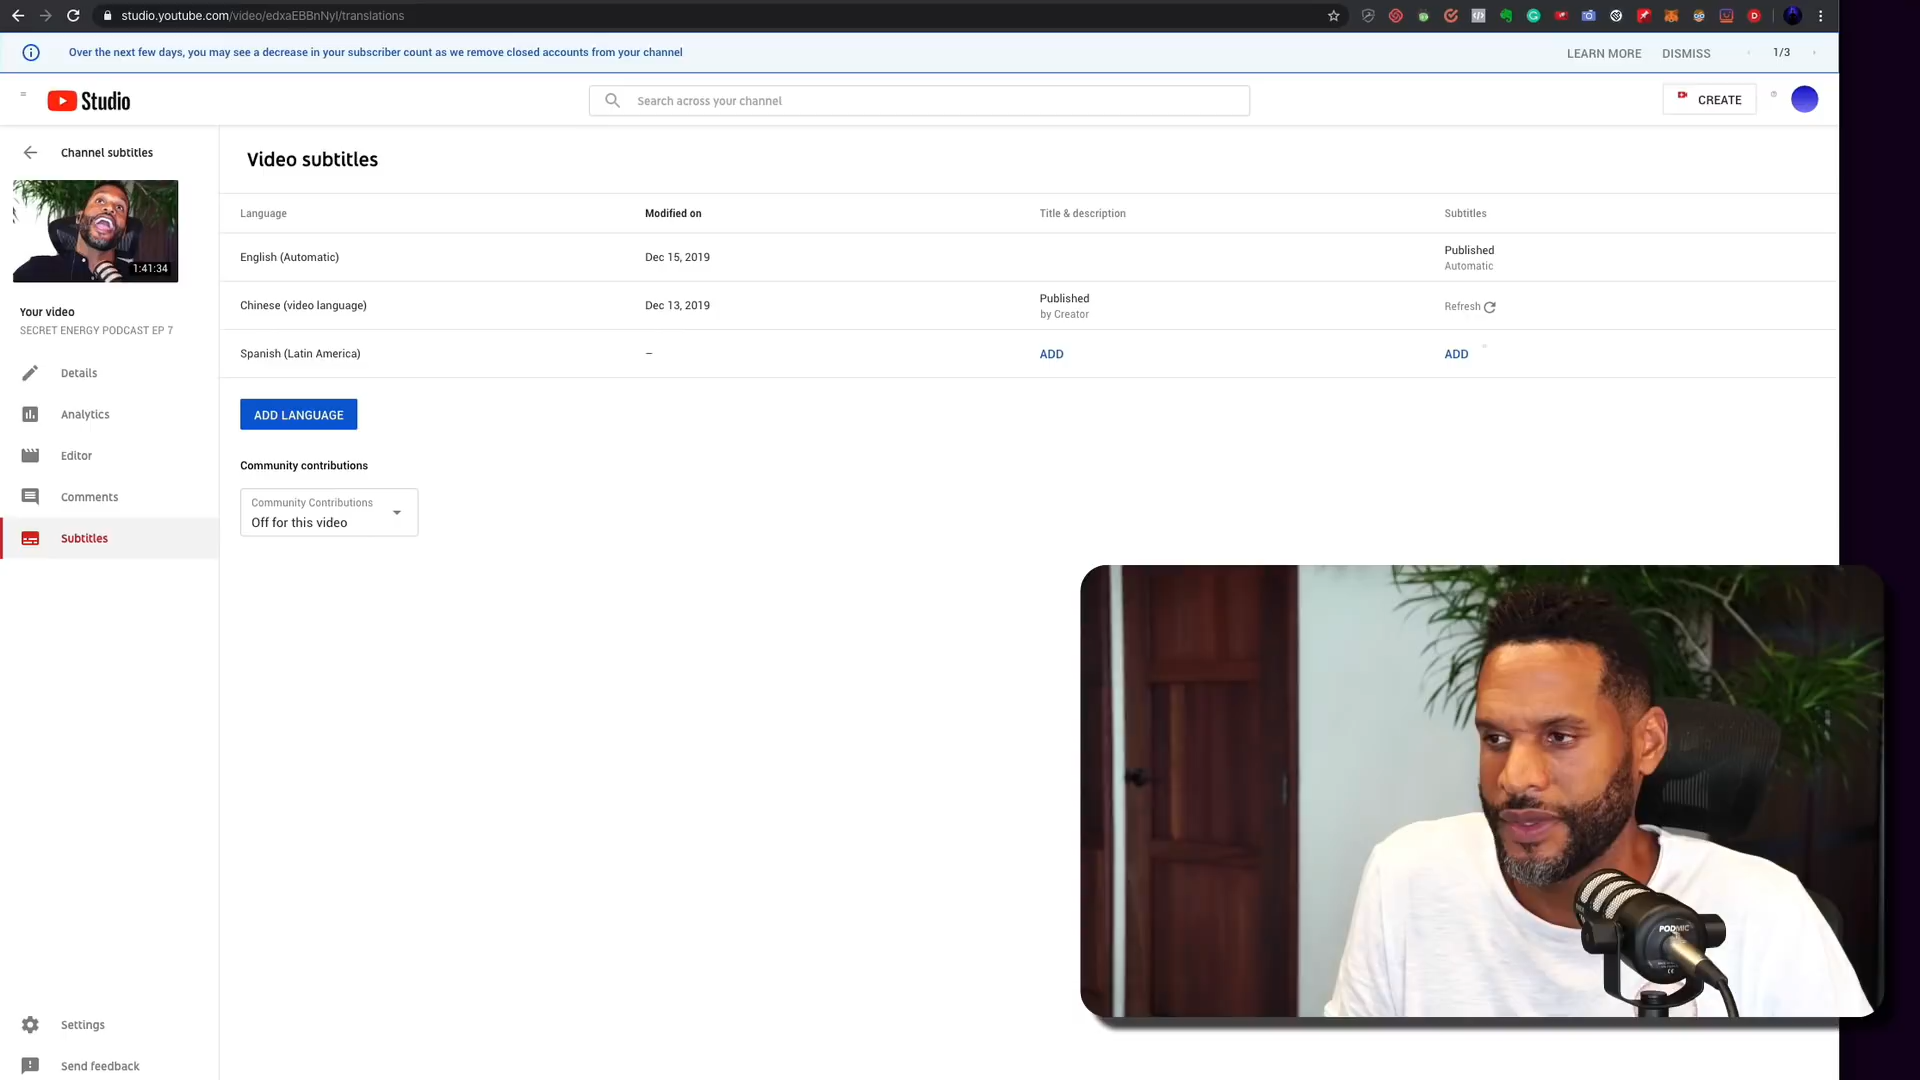 studio.youtube.com/video/edxaEBBnNyI/translations
Over the next few days, you may see a decrease in your subscriber count as we remove closed accounts from your channel
LEARN MORE
DISMISS
1/3
Studio
Search across your channel
CREATE
Channel subtitles
1:41:34
Your video
SECRET ENERGY PODCAST EP 7
Details
Analytics
Editor
Comments
Subtitles
Settings
Send feedback
Video subtitles
Language
Modified on
Title & description
Subtitles
English (Automatic)
Dec 15, 2019
Published
Automatic
Chinese (video language)
Dec 13, 2019
Published
by Creator
Refresh
Spanish (Latin America)
–
ADD
ADD
ADD LANGUAGE
Community contributions
Community Contributions
Off for this video
PODMIC